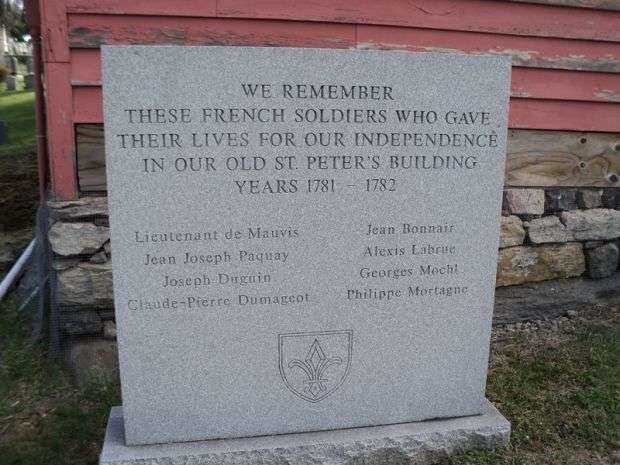 WE REMEMBER
THESE FRENCH SOLDIERS WHO GAVE
THEIR LIVES FOR OUR INDEPENDENCE
IN OUR OLD ST. PETER'S BUILDING
YEARS 1781 - 1782
Lieutenant de Mauvis
Jean Joseph Paquay
Joseph Duguin
Claude-Pierre Dumageot
Jean Bonnair
Alexis Labrue
Georges Mochl
Philippe Mortagne